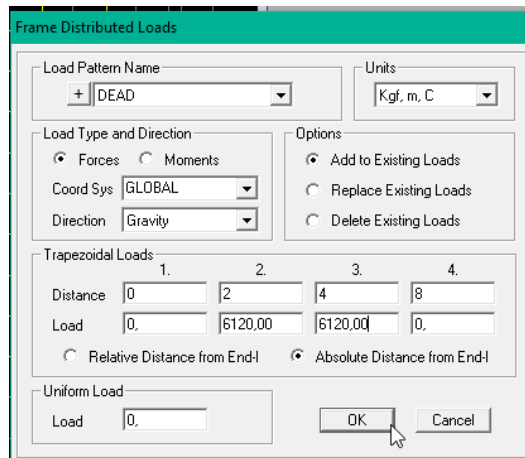 Frame Distributed Loads
Load Pattern Name
+ DEAD
Units
Kgf, m, C
Load Type and Direction
Forces Moments
Coord Sys GLOBAL
Direction Gravity
Options
Add to Existing Loads
Replace Existing Loads
Delete Existing Loads
Trapezoidal Loads
1. 2. 3. 4.
Distance 0 2 4 8
Load 0, 6120,00 6120,00 0,
Relative Distance from End-I Absolute Distance from End-I
Uniform Load
Load 0,
OK Cancel